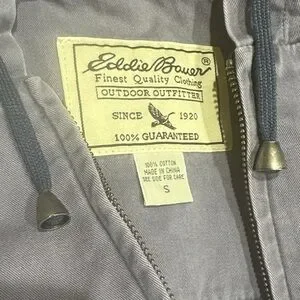 Eddie Bauer®
Finest Quality Clothing
OUTDOOR OUTFITTER
SINCE 1920
100% GUARANTEED
100% COTTON
MADE IN CHINA
SEE SIDE FOR CARE
S